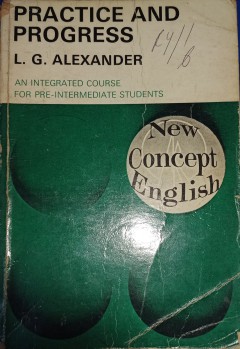 PRACTICE AND
PROGRESS
L. G. ALEXANDER
AN INTEGRATED COURSE
FOR PRE-INTERMEDIATE STUDENTS
New
Concept
English